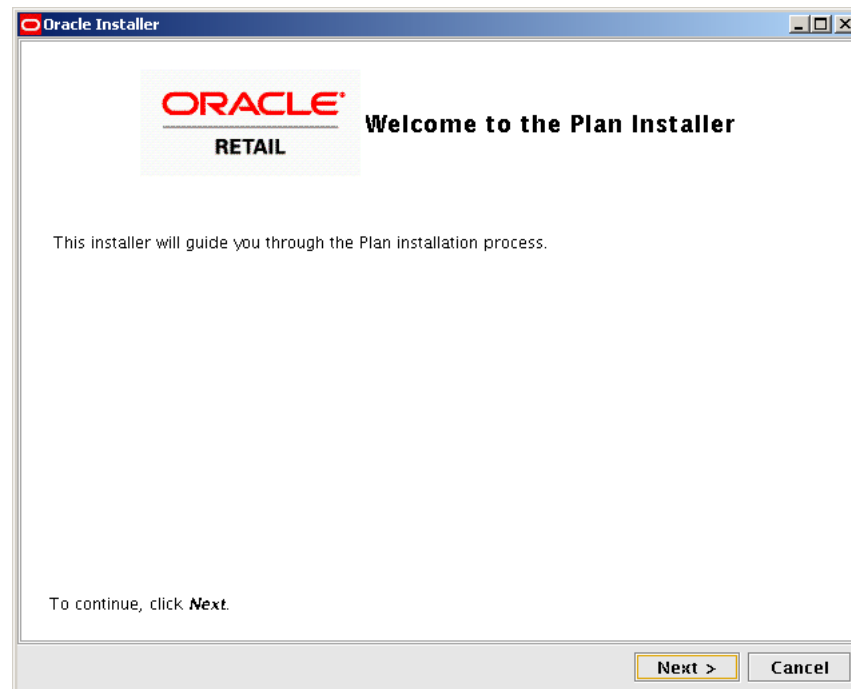 Oracle Installer
ORACLE
RETAIL
Welcome to the Plan Installer
This installer will guide you through the Plan installation process.
To continue, click Next.
Next >
Cancel